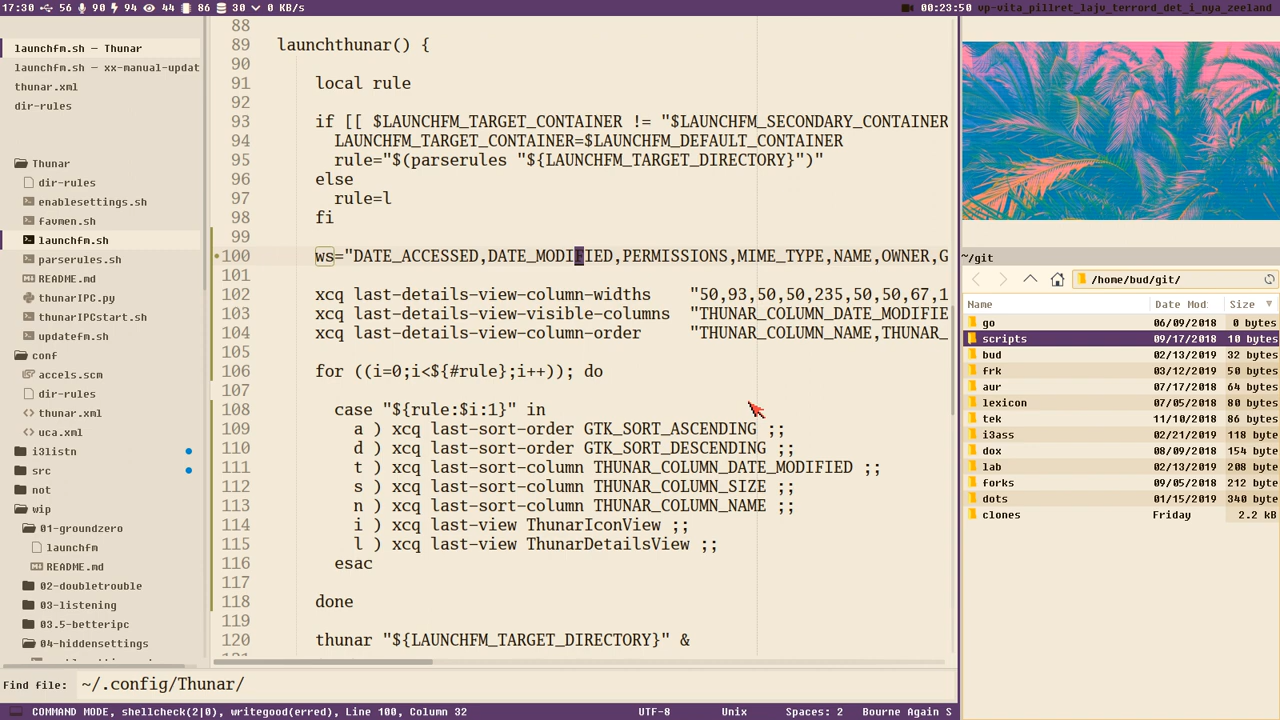 17:30 56 90 94 44 86 30 0 KB/s 00:23:50 vp-vita_pillret_lajv_terrord_det_i_nya_zeeland
launchfm.sh — Thunar
launchfm.sh — xx-manual-updat
thunar.xml
dir-rules
Thunar
dir-rules
enablesettings.sh
favmen.sh
launchfm.sh
parserules.sh
README.md
thunarIPC.py
thunarIPCstart.sh
updatefm.sh
conf
accels.scm
dir-rules
thunar.xml
uca.xml
i3listn
src
not
wip
01-groundzero
launchfm
README.md
02-doubletrouble
03-listening
03.5-betteripc
04-hiddensettings
88
89 launchthunar() {
90
91 local rule
92
93 if [[ $LAUNCHFM_TARGET_CONTAINER != "$LAUNCHFM_SECONDARY_CONTAINER
94 LAUNCHFM_TARGET_CONTAINER=$LAUNCHFM_DEFAULT_CONTAINER
95 rule="$(parserules "${LAUNCHFM_TARGET_DIRECTORY}")"
96 else
97 rule=l
98 fi
99
100 ws="DATE_ACCESSED,DATE_MODIFIED,PERMISSIONS,MIME_TYPE,NAME,OWNER,G
101
102 xcq last-details-view-column-widths "50,93,50,50,235,50,50,67,1
103 xcq last-details-view-visible-columns "THUNAR_COLUMN_DATE_MODIFIE
104 xcq last-details-view-column-order "THUNAR_COLUMN_NAME,THUNAR_
105
106 for ((i=0;i<${#rule};i++)); do
107
108 case "${rule:$i:1}" in
109 a ) xcq last-sort-order GTK_SORT_ASCENDING ;;
110 d ) xcq last-sort-order GTK_SORT_DESCENDING ;;
111 t ) xcq last-sort-column THUNAR_COLUMN_DATE_MODIFIED ;;
112 s ) xcq last-sort-column THUNAR_COLUMN_SIZE ;;
113 n ) xcq last-sort-column THUNAR_COLUMN_NAME ;;
114 i ) xcq last-view ThunarIconView ;;
115 l ) xcq last-view ThunarDetailsView ;;
116 esac
117
118 done
119
120 thunar "${LAUNCHFM_TARGET_DIRECTORY}" &
Find file: ~/.config/Thunar/
COMMAND MODE, shellcheck(2|0), writegood(erred), Line 100, Column 32 UTF-8 Unix Spaces: 2 Bourne Again S
~/git
/home/bud/git/
Name Date Mod Size
go 06/09/2018 0 bytes
scripts 09/17/2018 10 bytes
bud 02/13/2019 32 bytes
frk 03/12/2019 50 bytes
aur 07/17/2018 64 bytes
lexicon 07/05/2018 80 bytes
tek 11/10/2018 86 bytes
i3ass 02/21/2019 118 byte
dox 08/09/2018 154 byte
lab 02/13/2019 208 byte
forks 09/05/2018 212 byte
dots 01/15/2019 340 byte
clones Friday 2.2 kB